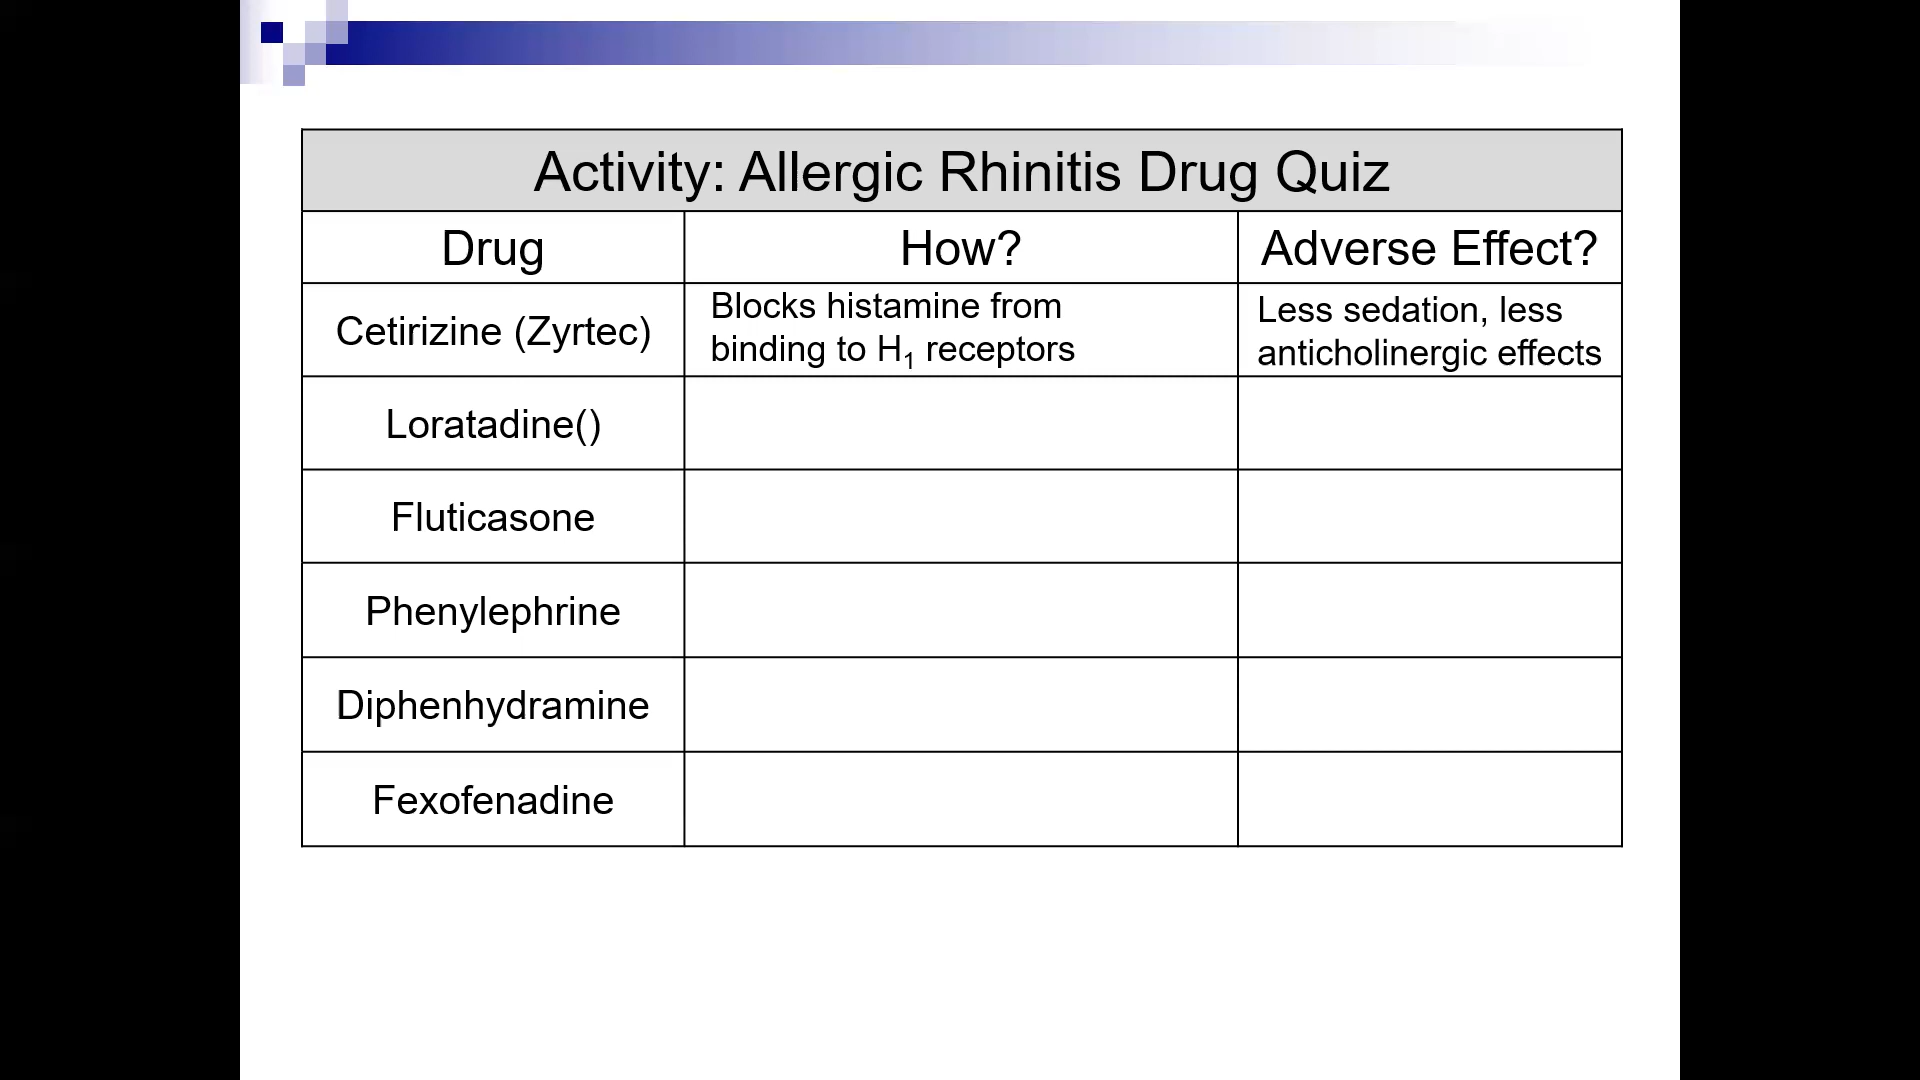 Activity: Allergic Rhinitis Drug Quiz
Drug How? Adverse Effect?
Cetirizine (Zyrtec)
Blocks histamine from
binding to H₁ receptors
Less sedation, less
anticholinergic effects
Loratadine()
Fluticasone
Phenylephrine
Diphenhydramine
Fexofenadine